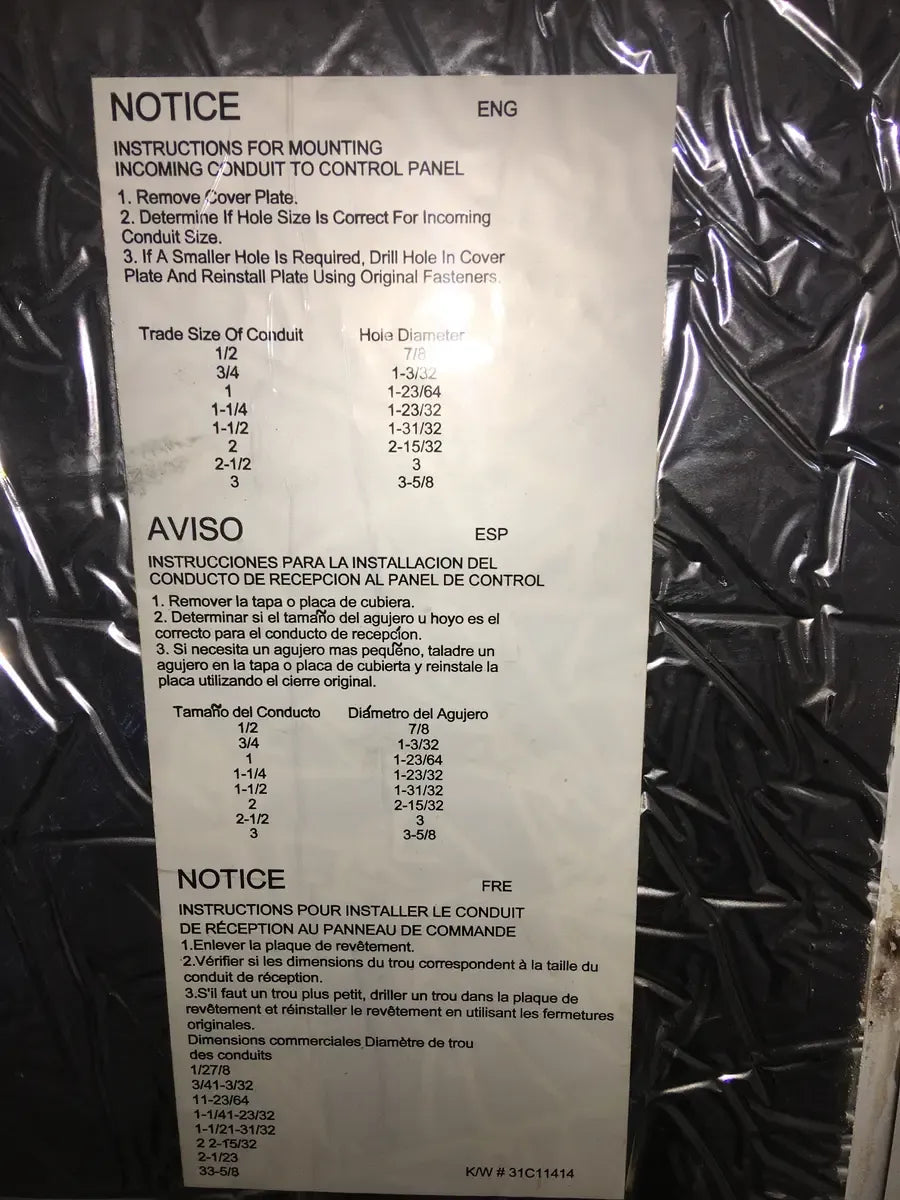 NOTICE ENG
INSTRUCTIONS FOR MOUNTING
INCOMING CONDUIT TO CONTROL PANEL
1. Remove Cover Plate.
2. Determine If Hole Size Is Correct For Incoming
Conduit Size.
3. If A Smaller Hole Is Required, Drill Hole In Cover
Plate And Reinstall Plate Using Original Fasteners.
Trade Size Of Conduit Hole Diameter
1/2 7/8
3/4 1-3/32
1 1-23/64
1-1/4 1-23/32
1-1/2 1-31/32
2 2-15/32
2-1/2 3
3 3-5/8
AVISO ESP
INSTRUCCIONES PARA LA INSTALLACION DEL
CONDUCTO DE RECEPCION AL PANEL DE CONTROL
1. Remover la tapa o placa de cubiera.
2. Determinar si el tamaño del agujero u hoyo es el
correcto para el conducto de recepción.
3. Si necesita un agujero mas pequñeno, taladre un
agujero en la tapa o placa de cubierta y reinstale la
placa utilizando el cierre original.
Tamaño del Conducto Diámetro del Agujero
1/2 7/8
3/4 1-3/32
1 1-23/64
1-1/4 1-23/32
1-1/2 1-31/32
2 2-15/32
2-1/2 3
3 3-5/8
NOTICE FRE
INSTRUCTIONS POUR INSTALLER LE CONDUIT
DE RÉCEPTION AU PANNEAU DE COMMANDE
1.Enlever la plaque de revêtement.
2.Vérifier si les dimensions du trou correspondent à la taille du
conduit de réception.
3.S'il faut un trou plus petit, driller un trou dans la plaque de
revêtement et réinstaller le revêtement en utilisant les fermetures
originales.
Dimensions commerciales Diamètre de trou
des conduits
1/27/8
3/41-3/32
11-23/64
1-1/41-23/32
1-1/21-31/32
2 2-15/32
2-1/23
33-5/8
K/W # 31C11414